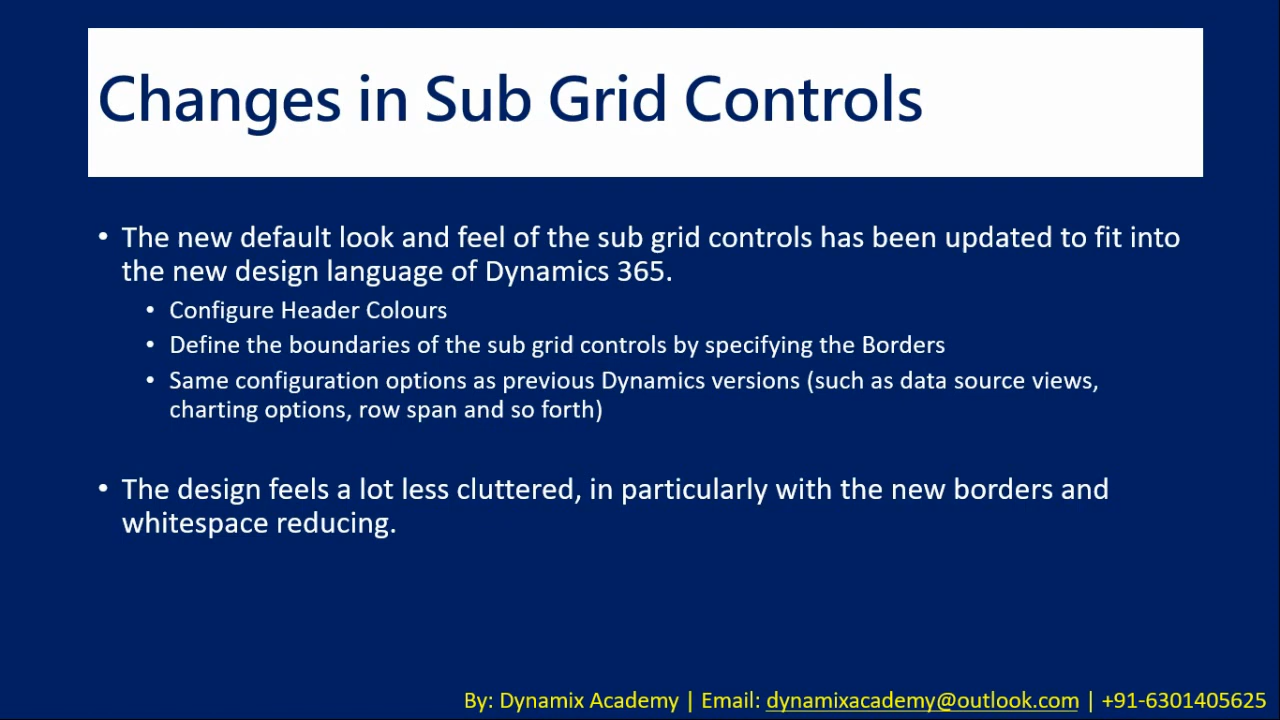 Changes in Sub Grid Controls
• The new default look and feel of the sub grid controls has been updated to fit into
the new design language of Dynamics 365.
• Configure Header Colours
• Define the boundaries of the sub grid controls by specifying the Borders
• Same configuration options as previous Dynamics versions (such as data source views,
charting options, row span and so forth)
• The design feels a lot less cluttered, in particularly with the new borders and
whitespace reducing.
By: Dynamix Academy | Email: dynamixacademy@outlook.com | +91-6301405625